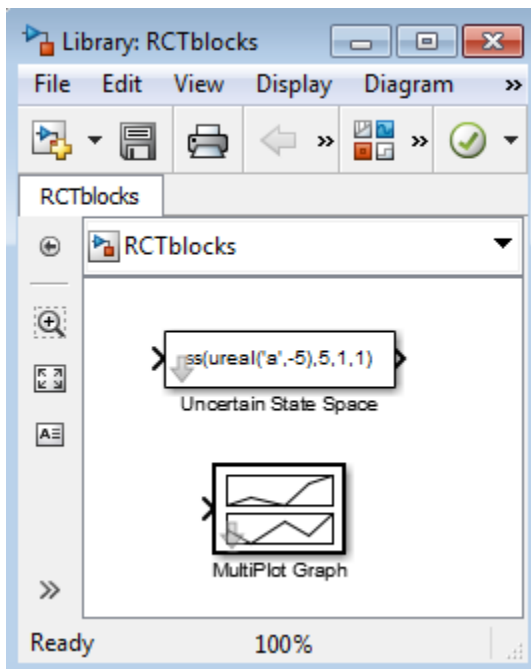 Library: RCTblocks
File Edit View Display Diagram »
» »
RCTblocks
RCTblocks
ss(ureal('a',-5),5,1,1)
Uncertain State Space
MultiPlot Graph
»
Ready 100%